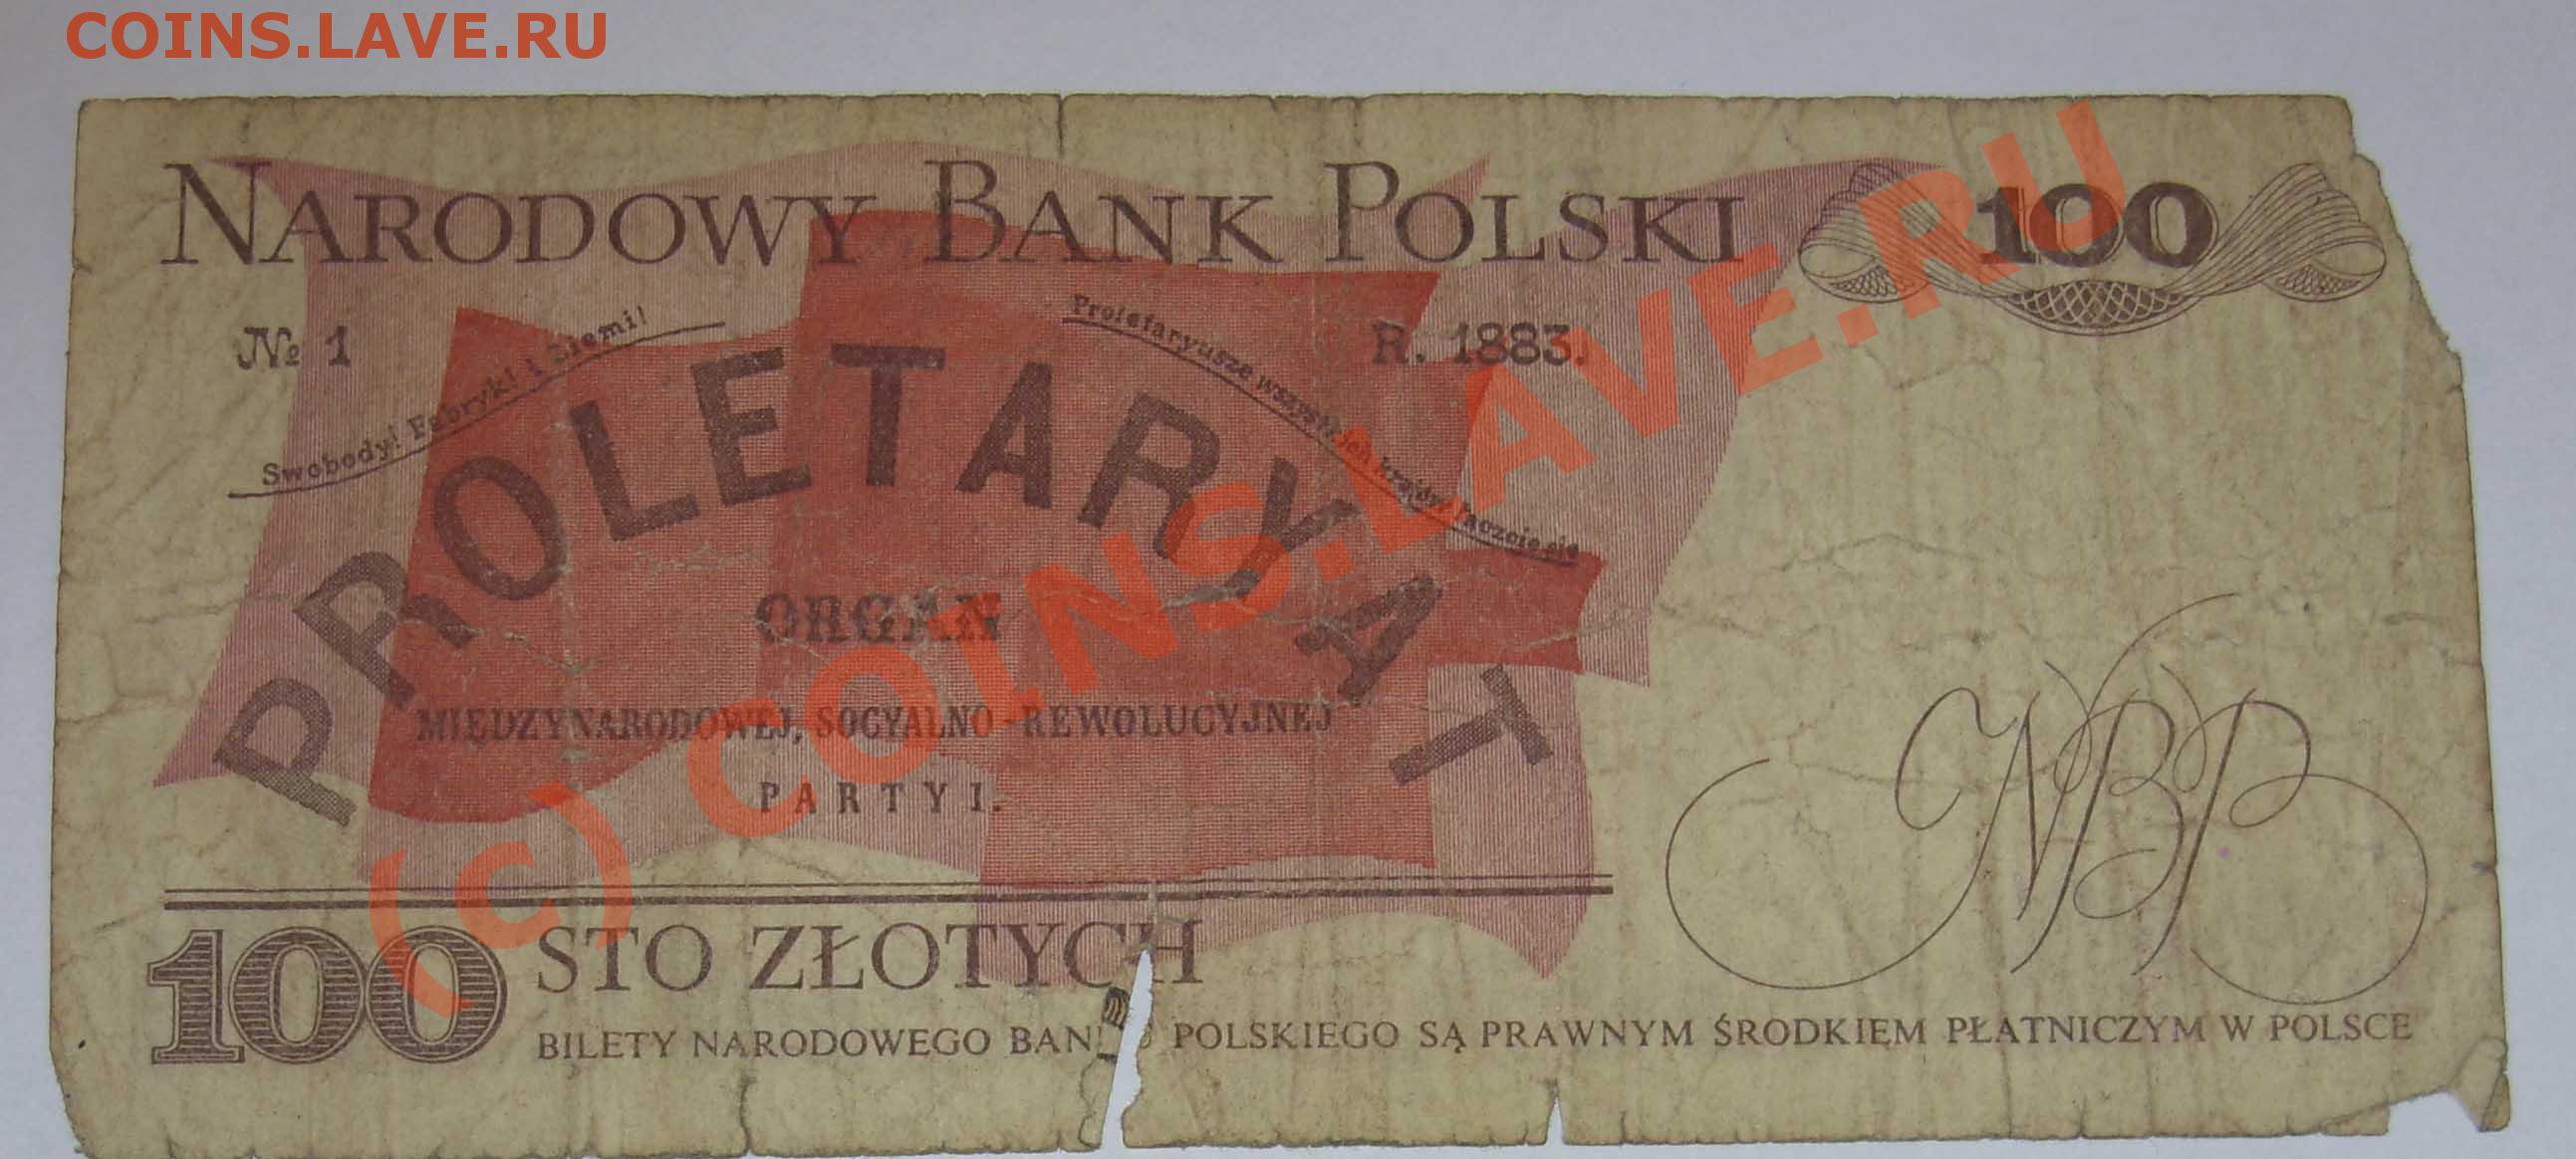 COINS.LAVE.RU
NARODOWY BANK POLSKI 100
№ 1 R. 1883.
Swobody! Fabryk! i Ziemi!
Proletaryusze wszystkich krajów łączcie się
PROLETARYAT
ORGAN
MIĘDZYNARODOWEJ, SOCYALNO-REWOLUCYJNEJ
PARTYI.
NBP
100 STO ZŁOTYCH
BILETY NARODOWEGO BANKU POLSKIEGO SĄ PRAWNYM ŚRODKIEM PŁATNICZYM W POLSCE
(c) COINS.LAVE.RU